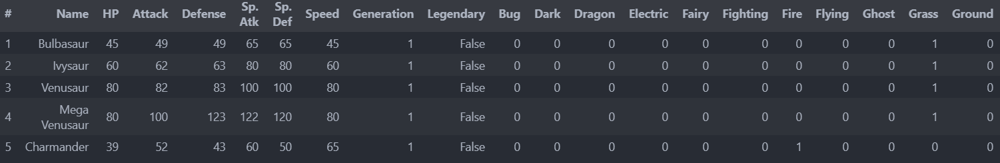 # Name HP Attack Defense Sp. Atk Sp. Def Speed Generation Legendary Bug Dark Dragon Electric Fairy Fighting Fire Flying Ghost Grass Ground
1 Bulbasaur 45 49 49 65 65 45 1 False 0 0 0 0 0 0 0 0 0 1 0
2 Ivysaur 60 62 63 80 80 60 1 False 0 0 0 0 0 0 0 0 0 1 0
3 Venusaur 80 82 83 100 100 80 1 False 0 0 0 0 0 0 0 0 0 1 0
4 Mega Venusaur 80 100 123 122 120 80 1 False 0 0 0 0 0 0 0 0 0 1 0
5 Charmander 39 52 43 60 50 65 1 False 0 0 0 0 0 0 1 0 0 0 0